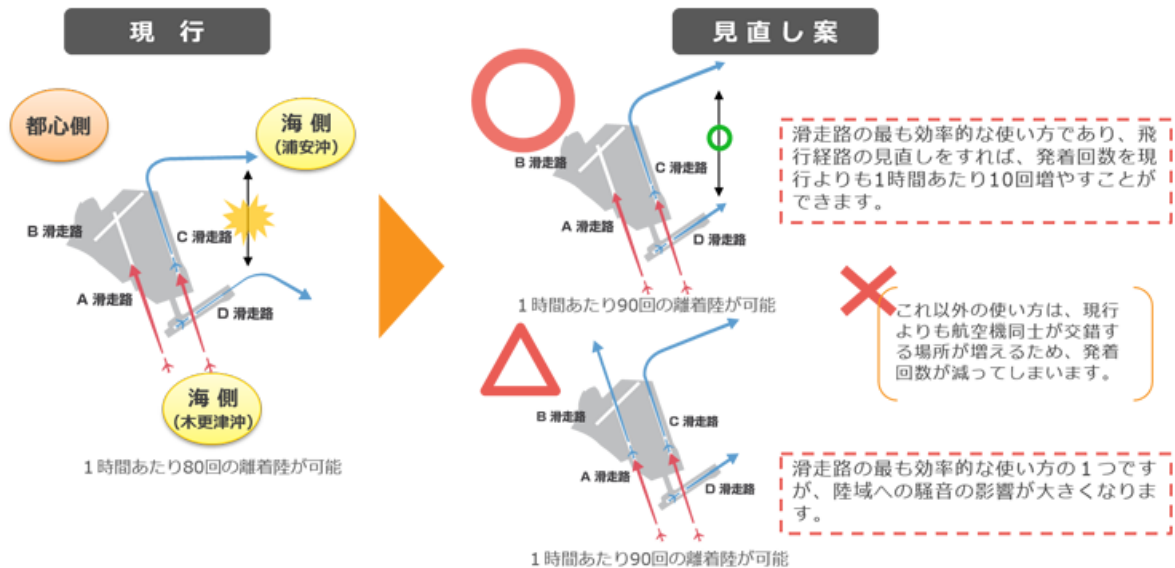 現 行
都心側
海 側
(浦安沖)
B 滑走路
C 滑走路
A 滑走路
D 滑走路
海 側
(木更津沖)
1時間あたり80回の離着陸が可能
見 直 し 案
B 滑走路
C 滑走路
A 滑走路
D 滑走路
1時間あたり90回の離着陸が可能
滑走路の最も効率的な使い方であり、飛
行経路の見直しをすれば、発着回数を現
行よりも1時間あたり10回増やすことが
できます。
これ以外の使い方は、現行
よりも航空機同士が交錯す
る場所が増えるため、発着
回数が減ってしまいます。
B 滑走路
C 滑走路
A 滑走路
D 滑走路
1時間あたり90回の離着陸が可能
滑走路の最も効率的な使い方の1つです
が、陸域への騒音の影響が大きくなりま
す。